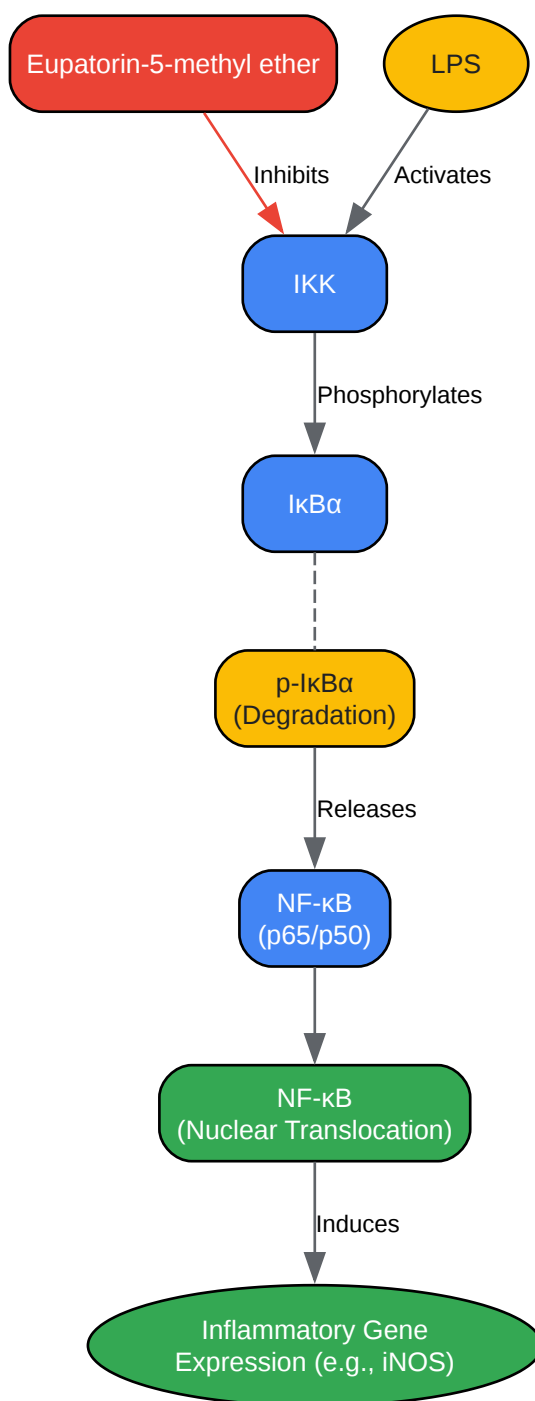 Eupatorin-5-methyl ether
LPS
Inhibits
Activates
IKK
Phosphorylates
IκBα
p-IκBα
(Degradation)
Releases
NF-κB
(p65/p50)
NF-κB
(Nuclear Translocation)
Induces
Inflammatory Gene
Expression (e.g., iNOS)